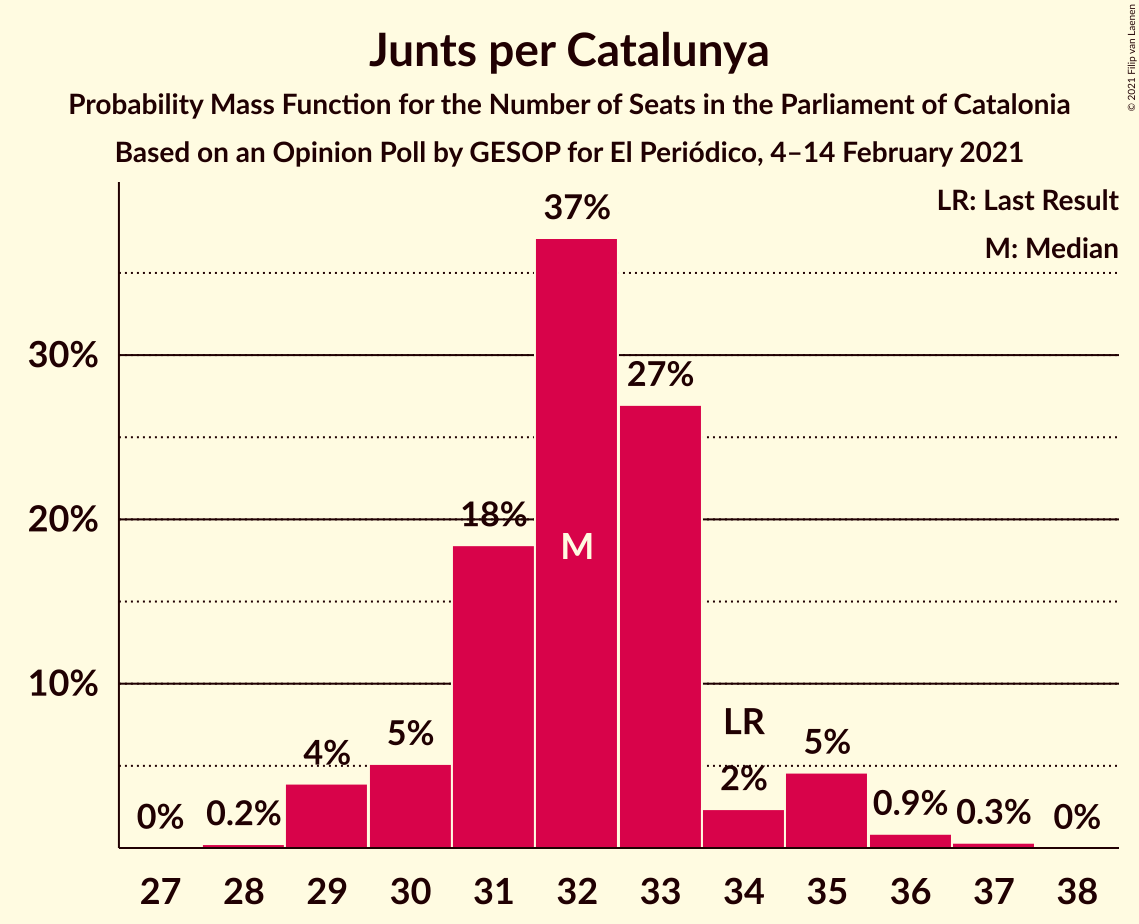 Junts per Catalunya
Probability Mass Function for the Number of Seats in the Parliament of Catalonia
Based on an Opinion Poll by GESOP for El Periódico, 4–14 February 2021
© 2021 Filip van Laenen
LR: Last Result
M: Median
37%
30%
27%
20%
18%
M
10%
LR
4%
5%
2%
5%
0%
0.2%
0.9%
0.3%
0%
27 28 29 30 31 32 33 34 35 36 37 38